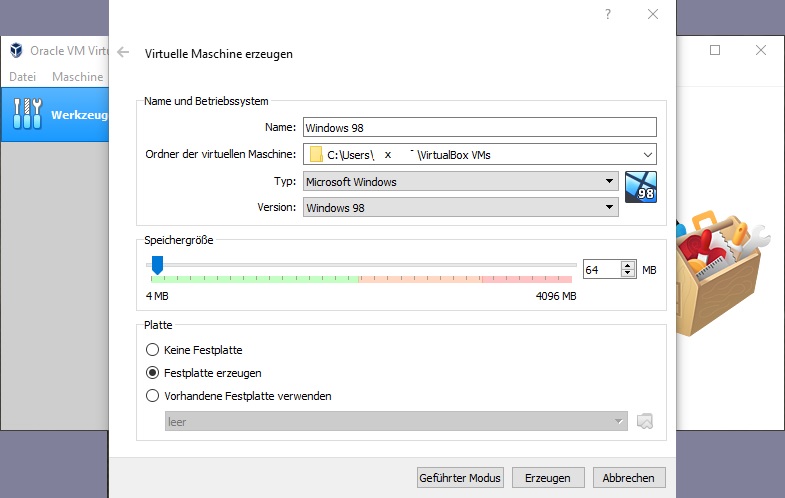 ?
Oracle VM Virtu
Datei Maschine
Werkzeug
Virtuelle Maschine erzeugen
Name und Betriebssystem
Name: Windows 98
Ordner der virtuellen Maschine: C:\Users\ x \VirtualBox VMs
Typ: Microsoft Windows
98
Version: Windows 98
Speichergröße
64 MB
4 MB 4096 MB
Platte
Keine Festplatte
Festplatte erzeugen
Vorhandene Festplatte verwenden
leer
Geführter Modus Erzeugen Abbrechen